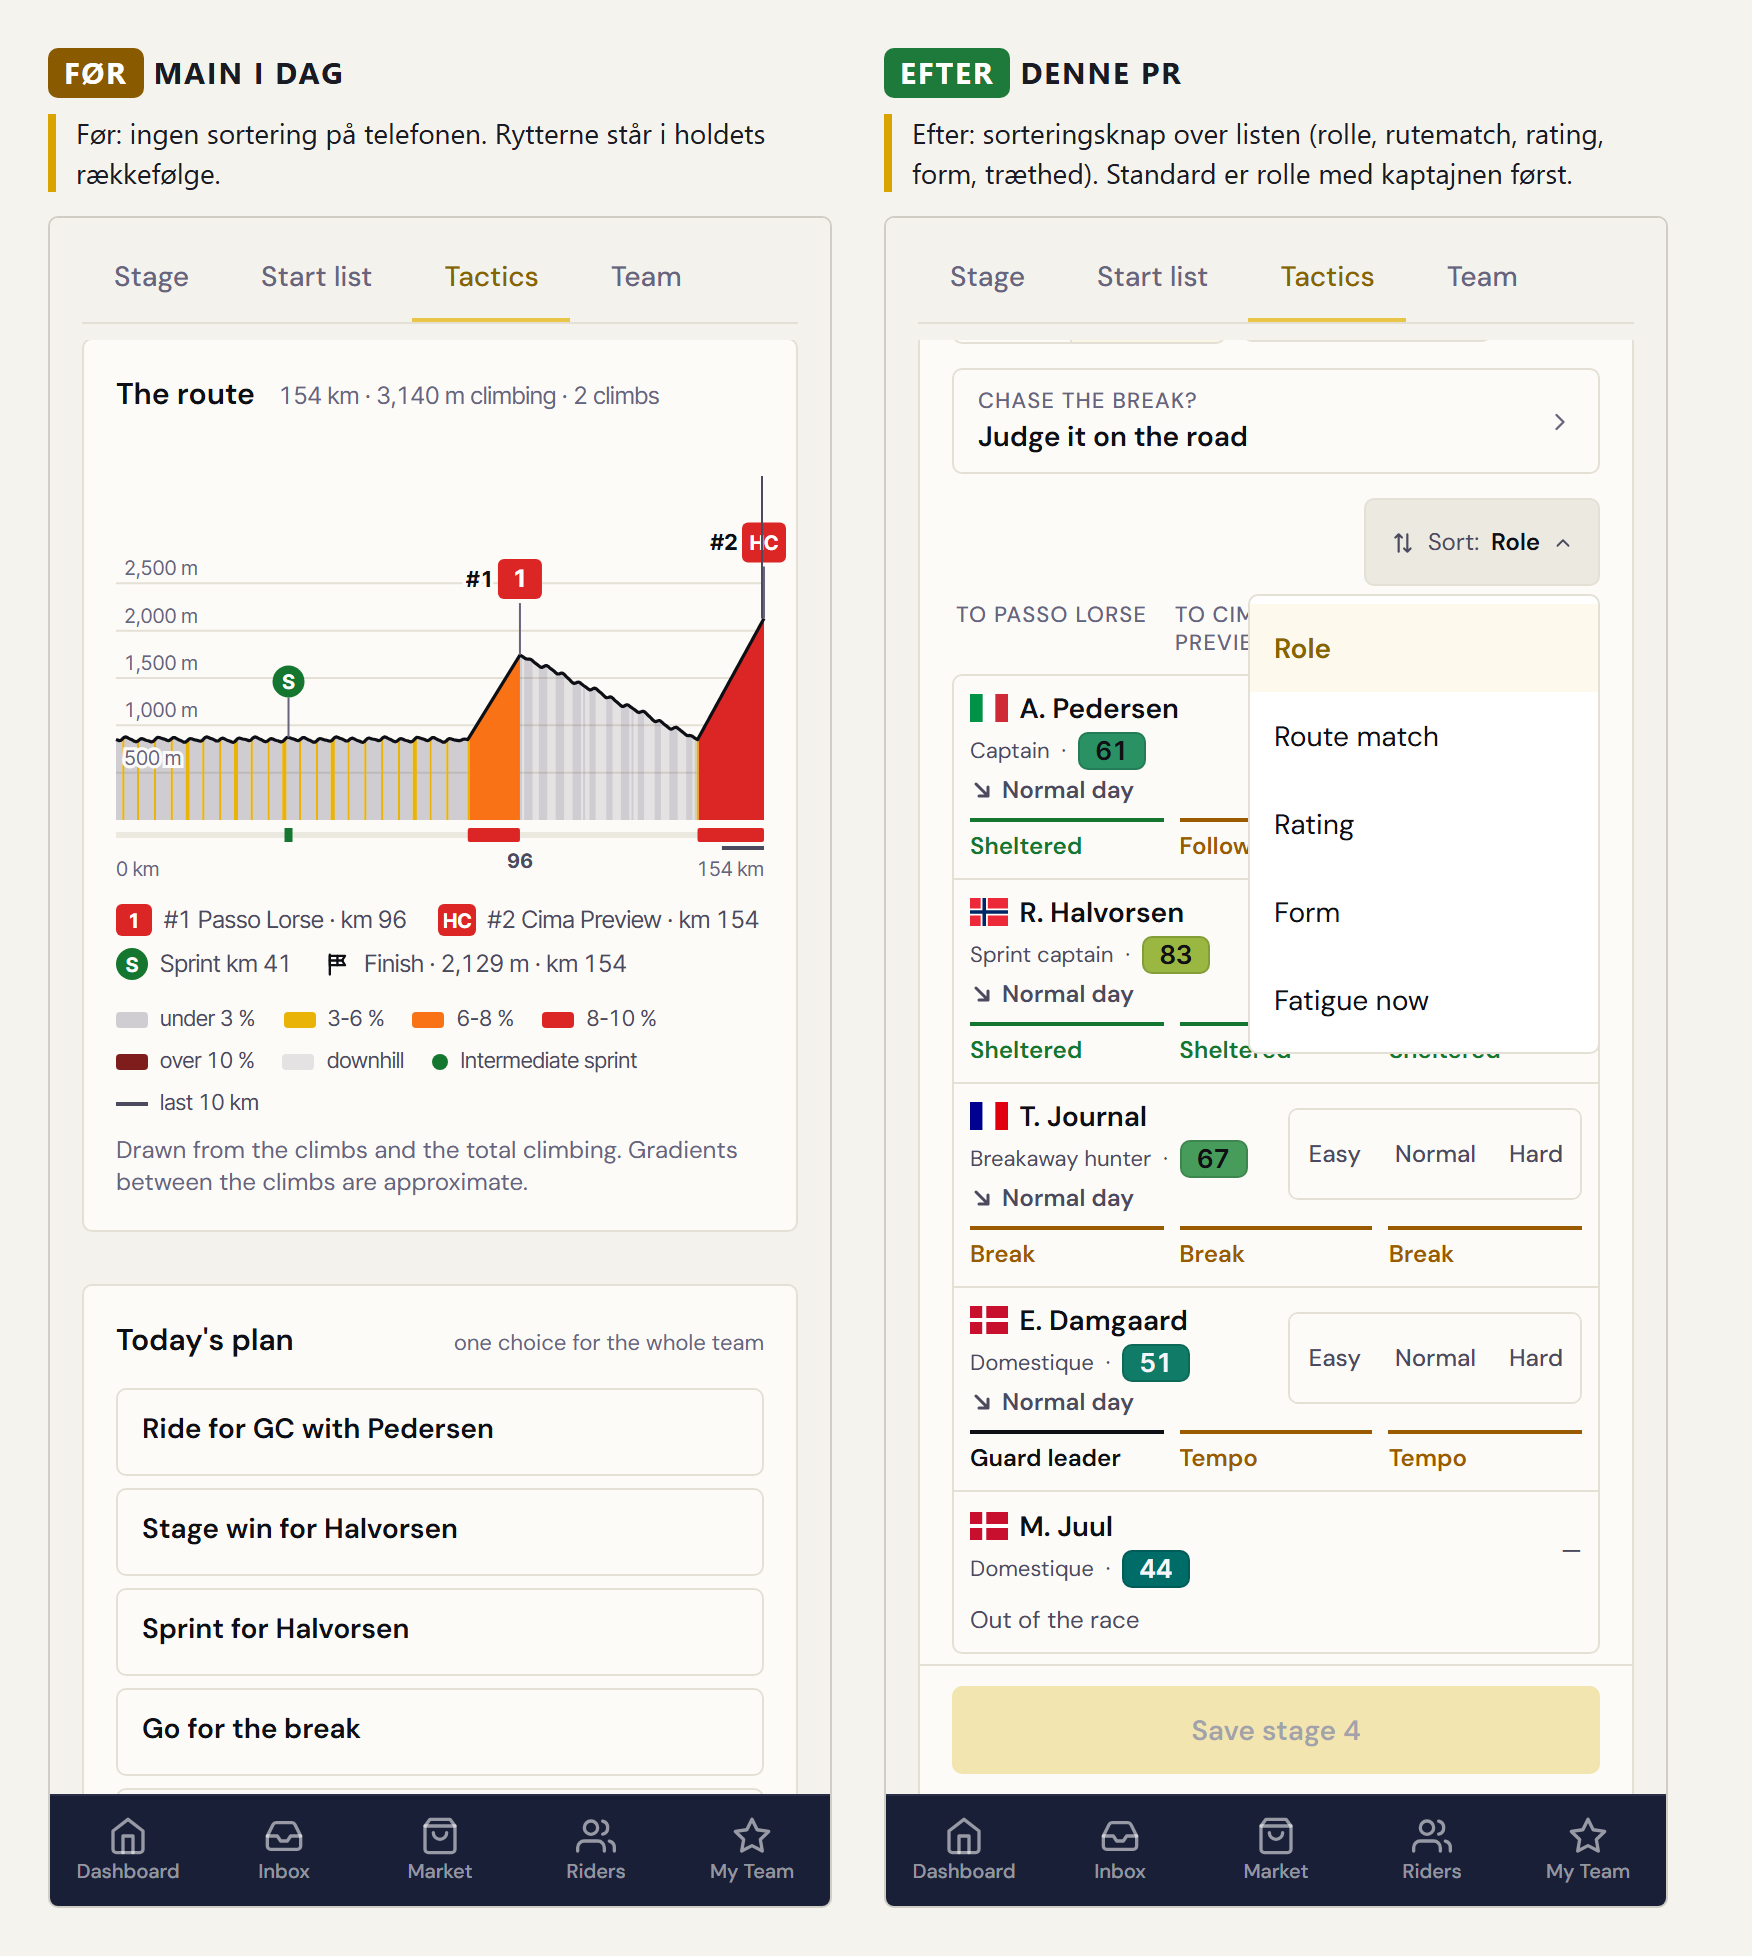 FØR MAIN I DAG
Før: ingen sortering på telefonen. Rytterne står i holdets
rækkefølge.
Stage Start list Tactics Team
The route 154 km · 3,140 m climbing · 2 climbs
#2 HC
#1 1
2,500 m
2,000 m
1,500 m
S
1,000 m
500 m
96
0 km 154 km
1 #1 Passo Lorse · km 96 HC #2 Cima Preview · km 154
S Sprint km 41 Finish · 2,129 m · km 154
under 3 % 3-6 % 6-8 % 8-10 %
over 10 % downhill Intermediate sprint
last 10 km
Drawn from the climbs and the total climbing. Gradients
between the climbs are approximate.
Today's plan one choice for the whole team
Ride for GC with Pedersen
Stage win for Halvorsen
Sprint for Halvorsen
Go for the break
Dashboard Inbox Market Riders My Team
EFTER DENNE PR
Efter: sorteringsknap over listen (rolle, rutematch, rating,
form, træthed). Standard er rolle med kaptajnen først.
Stage Start list Tactics Team
CHASE THE BREAK?
Judge it on the road
Sort: Role
TO PASSO LORSE TO CIM
PREVIE
Role
Route match
Rating
Form
Fatigue now
A. Pedersen
Captain · 61
Normal day
Sheltered Follow
R. Halvorsen
Sprint captain · 83
Normal day
Sheltered Sheltered Sheltered
T. Journal
Breakaway hunter · 67
Easy Normal Hard
Normal day
Break Break Break
E. Damgaard
Domestique · 51
Easy Normal Hard
Normal day
Guard leader Tempo Tempo
M. Juul
Domestique · 44
–
Out of the race
Save stage 4
Dashboard Inbox Market Riders My Team